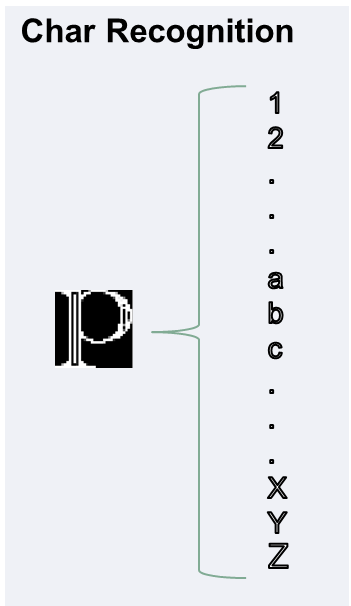 Char Recognition
1
2
.
.
.
a
b
c
.
.
.
X
Y
Z
p